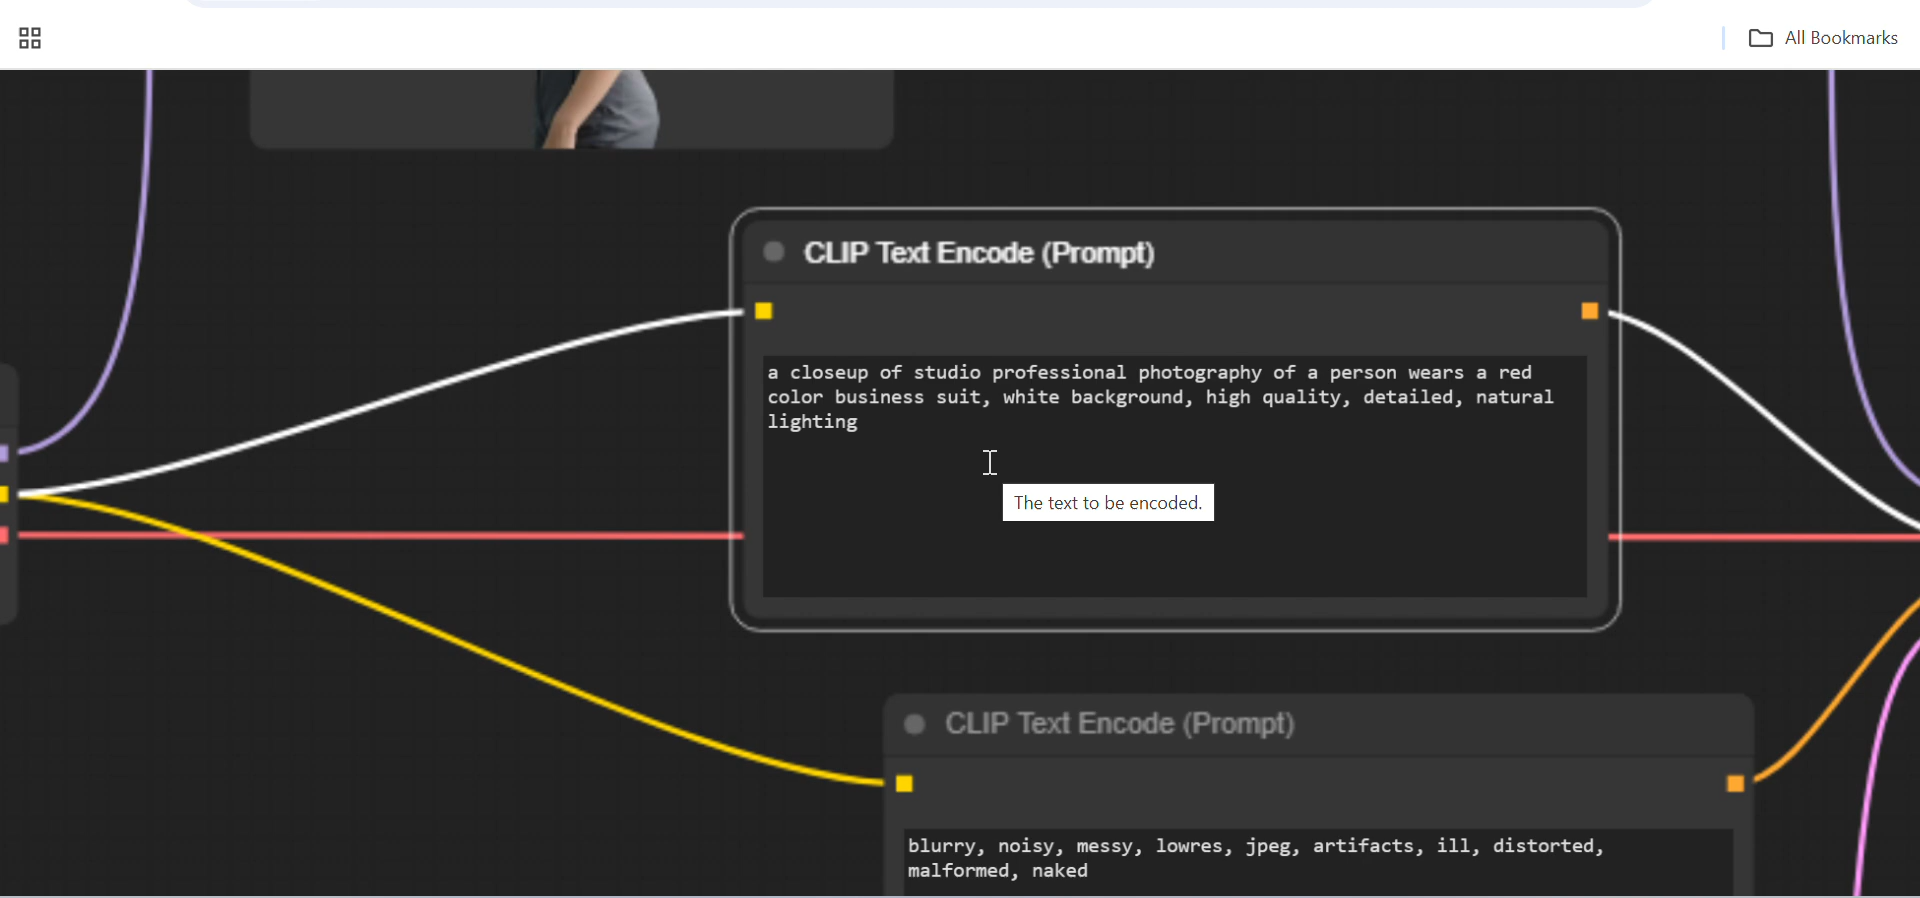 All Bookmarks
CLIP Text Encode (Prompt)
a closeup of studio professional photography of a person wears a red
color business suit, white background, high quality, detailed, natural
lighting
The text to be encoded.
CLIP Text Encode (Prompt)
blurry, noisy, messy, lowres, jpeg, artifacts, ill, distorted,
malformed, naked